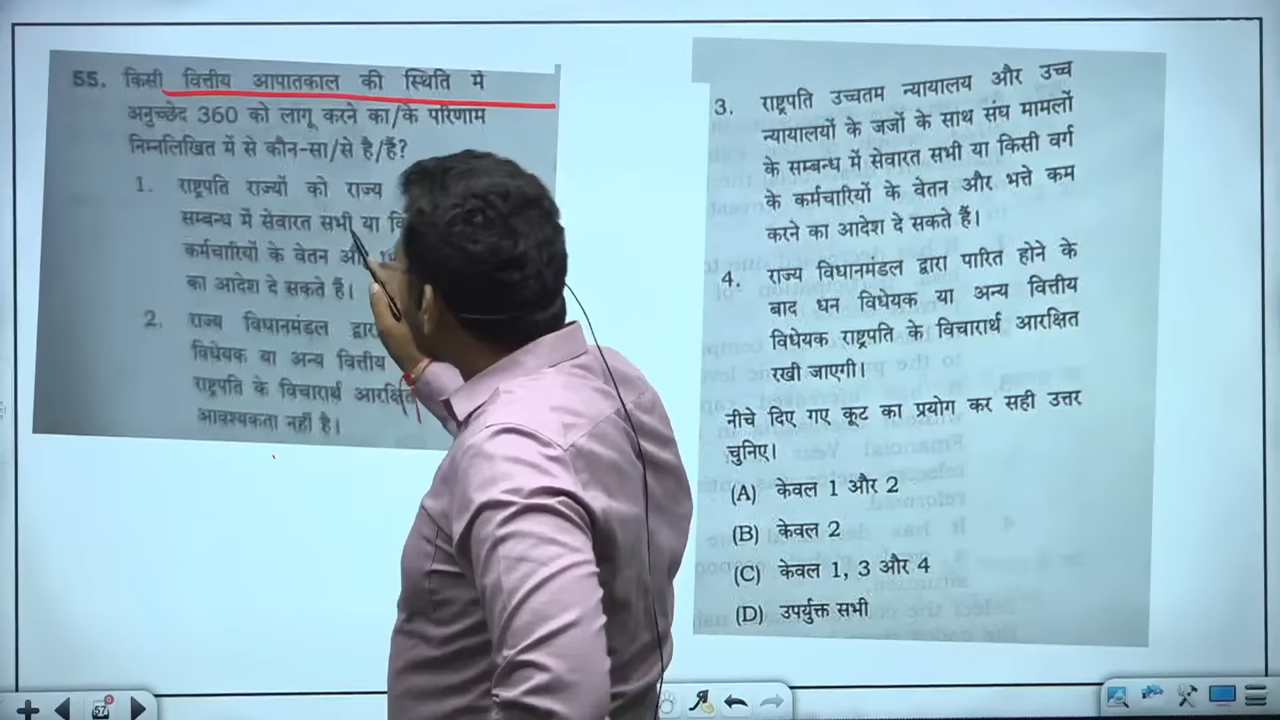 55. किसी वित्तीय आपातकाल की स्थिति में
अनुच्छेद 360 को लागू करने का/के परिणाम
निम्नलिखित में से कौन-सा/से है/हैं?
1. राष्ट्रपति राज्यों को राज्य
सम्बन्ध में सेवारत सभी या
कर्मचारियों के वेतन
का आदेश दे सकते हैं।
2. राज्य विधानमंडल
विधेयक या अन्य वित्तीय
राष्ट्रपति के विचारार्थ आरक्षित
आवश्यकता नहीं है।
3. राष्ट्रपति उच्चतम न्यायालय और उच्च
न्यायालयों के जजों के साथ संघ मामलों
के सम्बन्ध में सेवारत सभी या किसी वर्ग
के कर्मचारियों के वेतन और भत्ते कम
करने का आदेश दे सकते हैं।
4. राज्य विधानमंडल द्वारा पारित होने के
बाद धन विधेयक या अन्य वित्तीय
विधेयक राष्ट्रपति के विचारार्थ आरक्षित
रखी जाएगी।
नीचे दिए गए कूट का प्रयोग कर सही उत्तर
चुनिए।
(A) केवल 1 और 2
(B) केवल 2
(C) केवल 1, 3 और 4
(D) उपर्युक्त सभी
57